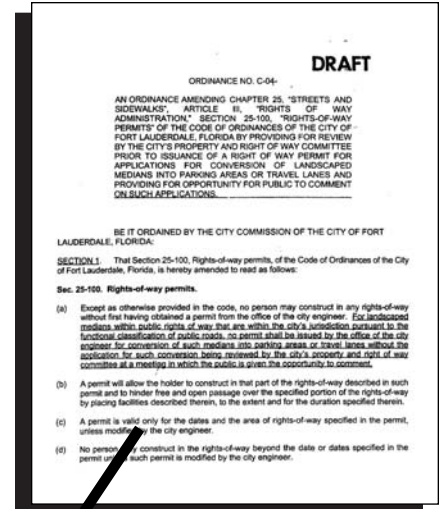 DRAFT
ORDINANCE NO. C-04-
AN ORDINANCE AMENDING CHAPTER 25, "STREETS AND
SIDEWALKS", ARTICLE III, "RIGHTS OF WAY
ADMINISTRATION," SECTION 25-100, "RIGHTS-OF-WAY
PERMITS" OF THE CODE OF ORDINANCES OF THE CITY OF
FORT LAUDERDALE, FLORIDA BY PROVIDING FOR REVIEW
BY THE CITY'S PROPERTY AND RIGHT OF WAY COMMITTEE
PRIOR TO ISSUANCE OF A RIGHT OF WAY PERMIT FOR
APPLICATIONS FOR CONVERSION OF LANDSCAPED
MEDIANS INTO PARKING AREAS OR TRAVEL LANES AND
PROVIDING FOR OPPORTUNITY FOR PUBLIC TO COMMENT
ON SUCH APPLICATIONS.
BE IT ORDAINED BY THE CITY COMMISSION OF THE CITY OF FORT
LAUDERDALE, FLORIDA:
SECTION 1. That Section 25-100, Rights-of-way permits, of the Code of Ordinances of the City
of Fort Lauderdale, Florida, is hereby amended to read as follows:
Sec. 25-100. Rights-of-way permits.
(a) Except as otherwise provided in the code, no person may construct in any rights-of-way
without first having obtained a permit from the office of the city engineer. For landscaped
medians within public rights of way that are within the city's jurisdiction pursuant to the
functional classification of public roads, no permit shall be issued by the office of the city
engineer for conversion of such medians into parking areas or travel lanes without the
application for such conversion being reviewed by the city's property and right of way
committee at a meeting in which the public is given the opportunity to comment.
(b) A permit will allow the holder to construct in that part of the rights-of-way described in such
permit and to hinder free and open passage over the specified portion of the rights-of-way
by placing facilities described therein, to the extent and for the duration specified therein.
(c) A permit is valid only for the dates and the area of rights-of-way specified in the permit,
unless modified by the city engineer.
(d) No person construct in the rights-of-way beyond the date or dates specified in the
permit such permit is modified by the city engineer.